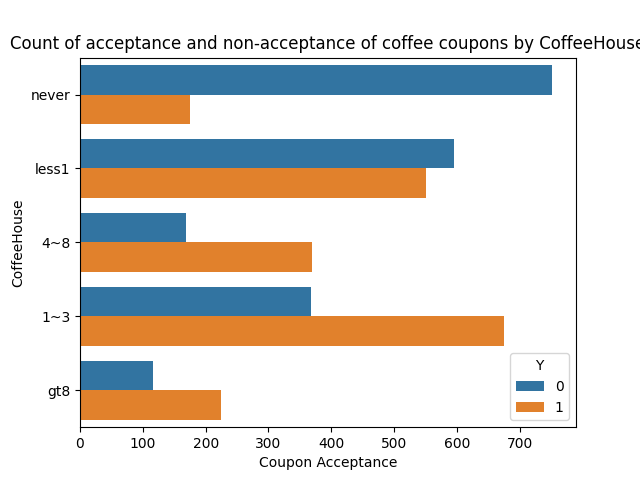 Count of acceptance and non-acceptance of coffee coupons by CoffeeHouse
never
less1
4~8
1~3
gt8
CoffeeHouse
0 100 200 300 400 500 600 700
Coupon Acceptance
Y
0
1